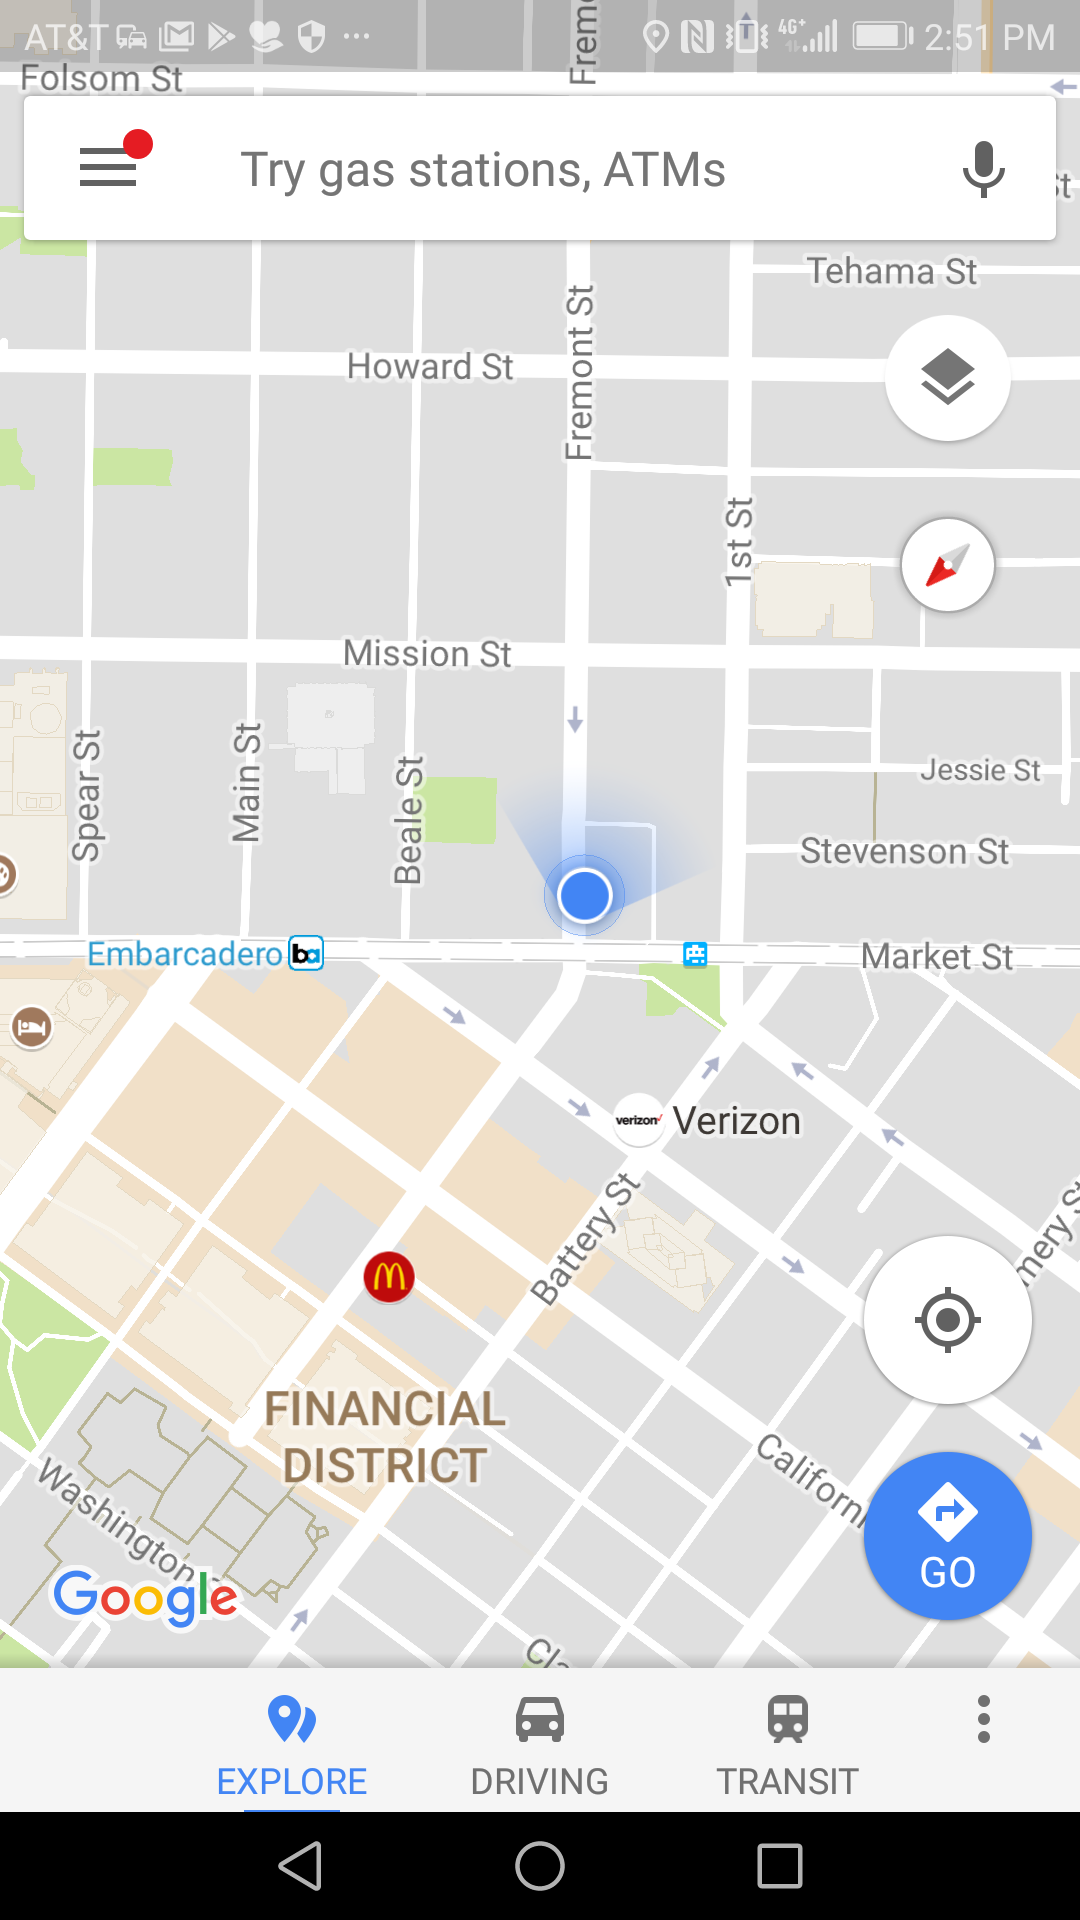 AT&T 4G+ 2:51 PM
Folsom St
Try gas stations, ATMs
Tehama St
Howard St
Fremont St
1st St
Mission St
Jessie St
Spear St
Main St
Beale St
Stevenson St
Embarcadero ba
Market St
verizon Verizon
Battery St
FINANCIAL
DISTRICT
Washington
Google
GO
EXPLORE DRIVING TRANSIT